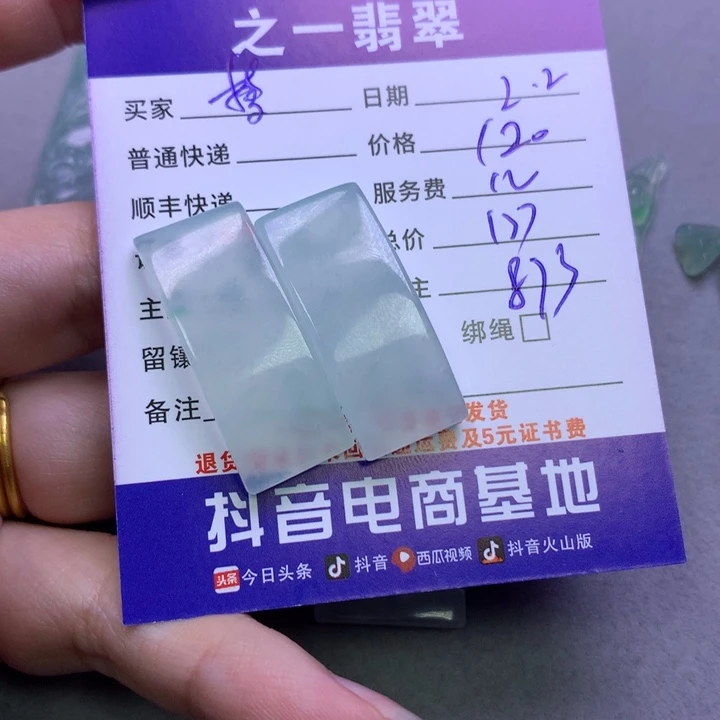 之一翡翠
买家 日期 2.2
普通快递 价格 120
顺丰快递 服务费 12
总价 137
主 主 873
留镶 绑绳
备注 发货
退货 运费及5元证书费
抖音电商基地
头条 今日头条 抖音 西瓜视频 抖音火山版